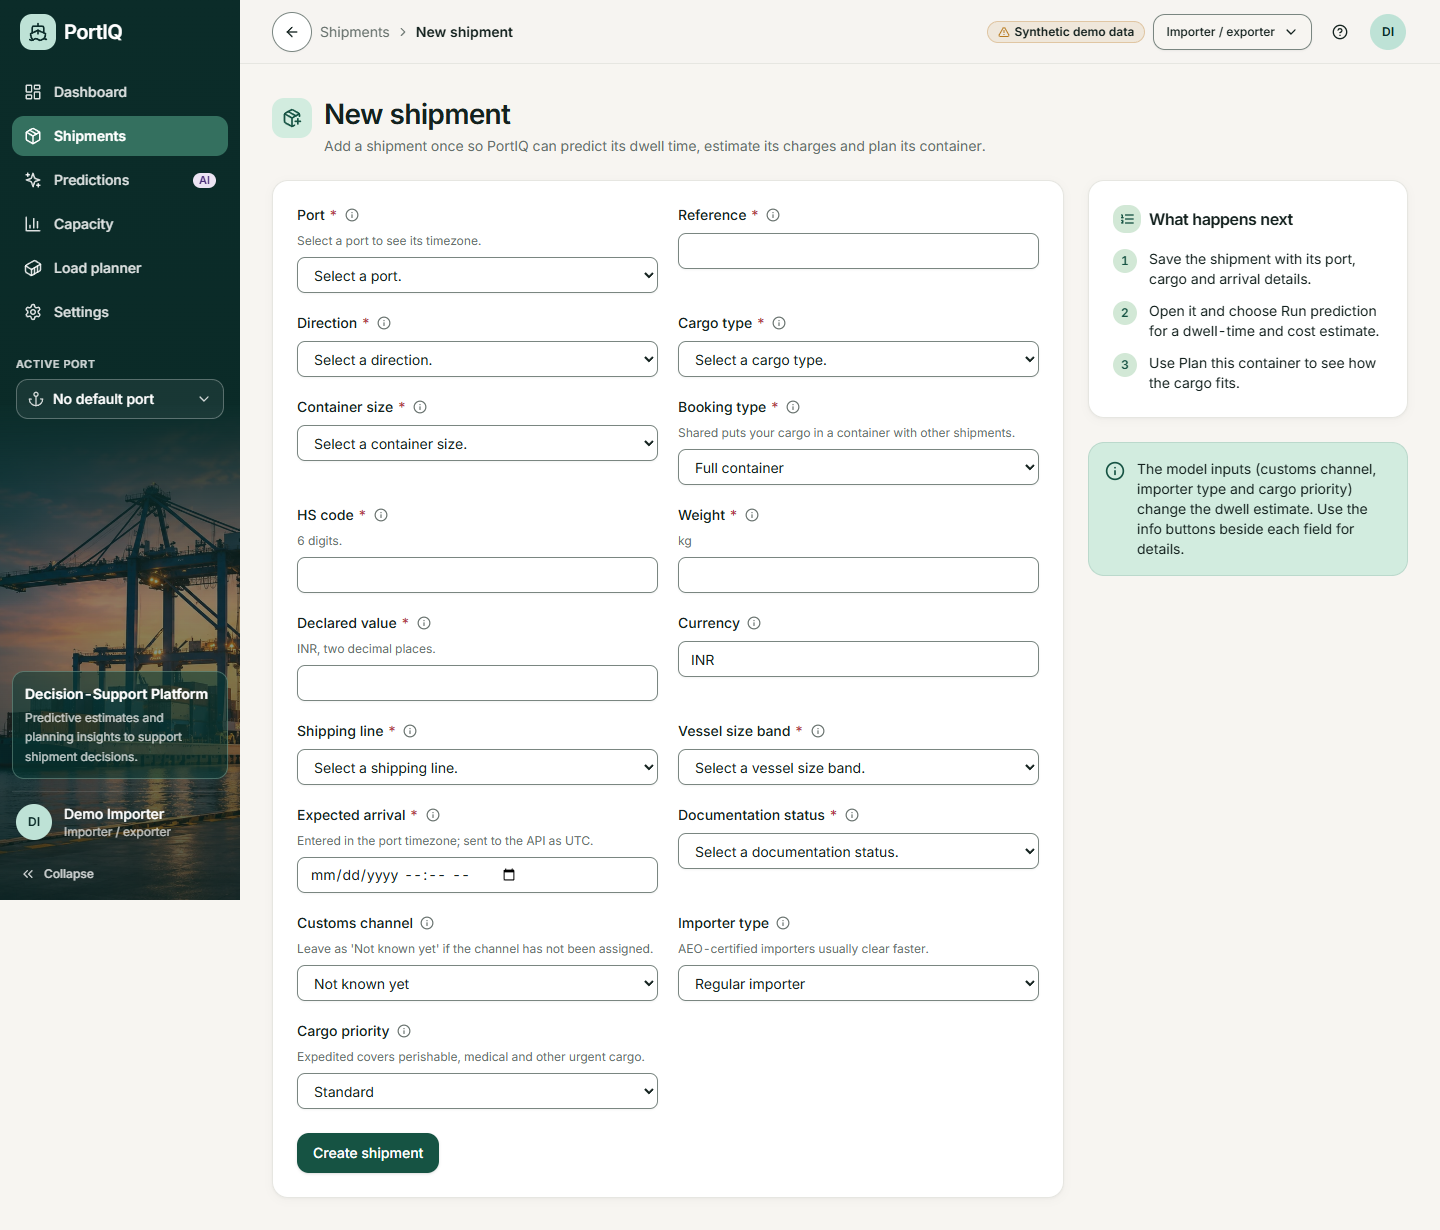 PortIQ
Dashboard
Shipments
Predictions AI
Capacity
Load planner
Settings
ACTIVE PORT
No default port
Decision-Support Platform
Predictive estimates and
planning insights to support
shipment decisions.
DI
Demo Importer
Importer / exporter
Collapse
Shipments > New shipment
Synthetic demo data
Importer / exporter
DI
New shipment
Add a shipment once so PortIQ can predict its dwell time, estimate its charges and plan its container.
Port *
Select a port to see its timezone.
Select a port.
Reference *
Direction *
Select a direction.
Cargo type *
Select a cargo type.
Container size *
Select a container size.
Booking type *
Shared puts your cargo in a container with other shipments.
Full container
HS code *
6 digits.
Weight *
kg
Declared value *
INR, two decimal places.
Currency
INR
Shipping line *
Select a shipping line.
Vessel size band *
Select a vessel size band.
Expected arrival *
Entered in the port timezone; sent to the API as UTC.
mm/dd/yyyy --:-- --
Documentation status *
Select a documentation status.
Customs channel
Leave as 'Not known yet' if the channel has not been assigned.
Not known yet
Importer type
AEO-certified importers usually clear faster.
Regular importer
Cargo priority
Expedited covers perishable, medical and other urgent cargo.
Standard
Create shipment
What happens next
1 Save the shipment with its port,
cargo and arrival details.
2 Open it and choose Run prediction
for a dwell-time and cost estimate.
3 Use Plan this container to see how
the cargo fits.
The model inputs (customs channel,
importer type and cargo priority)
change the dwell estimate. Use the
info buttons beside each field for
details.